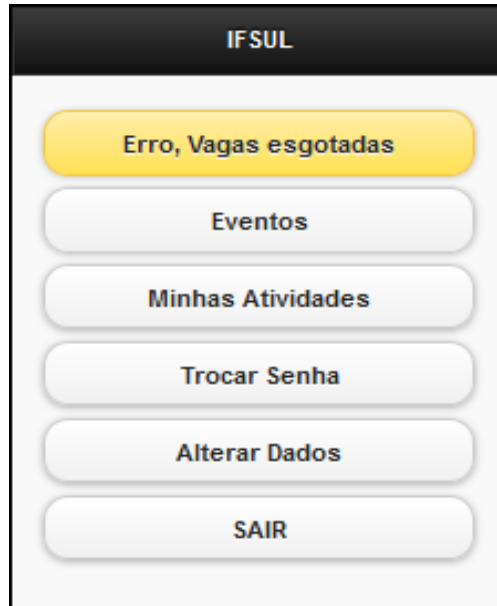 IFSUL
Erro, Vagas esgotadas
Eventos
Minhas Atividades
Trocar Senha
Alterar Dados
SAIR